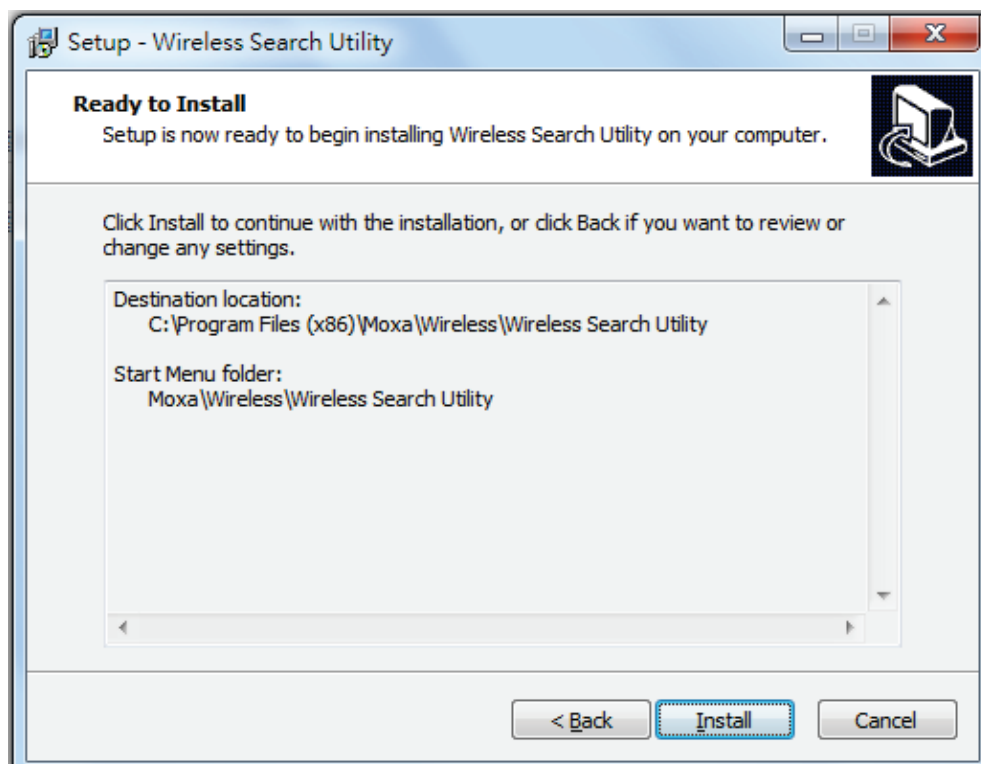 Setup - Wireless Search Utility
Ready to Install
Setup is now ready to begin installing Wireless Search Utility on your computer.
Click Install to continue with the installation, or click Back if you want to review or
change any settings.
Destination location:
C:\Program Files (x86)\Moxa\Wireless\Wireless Search Utility
Start Menu folder:
Moxa\Wireless\Wireless Search Utility
< Back Install Cancel